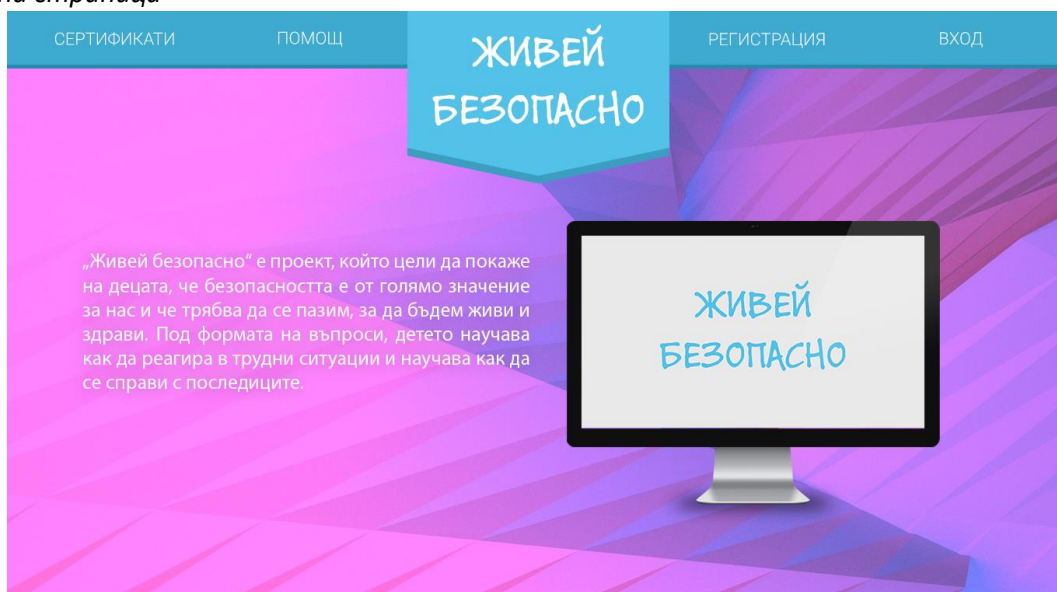 на страница
СЕРТИФИКАТИ
ПОМОЩ
ЖИВЕЙ
БЕЗОПАСНО
РЕГИСТРАЦИЯ
ВХОД
„Живей безопасно“ е проект, който цели да покаже
на децата, че безопасността е от голямо значение
за нас и че трябва да се пазим, за да бъдем живи и
здрави. Под формата на въпроси, детето научава
как да реагира в трудни ситуации и научава как да
се справи с последиците.
ЖИВЕЙ
БЕЗОПАСНО